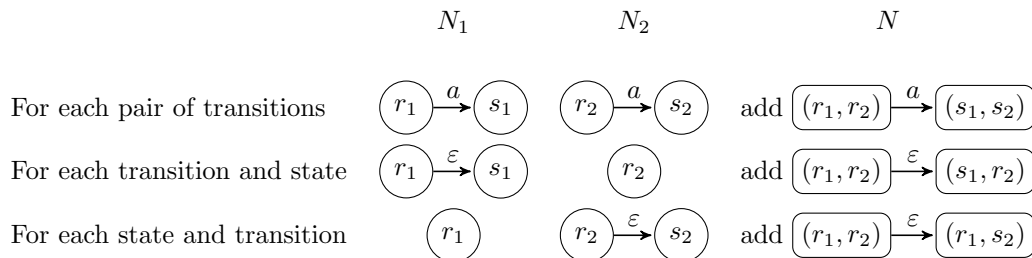 N₁ N₂ N
For each pair of transitions r₁ a s₁ r₂ a s₂ add (r₁, r₂) a (s₁, s₂)
For each transition and state r₁ ε s₁ r₂ add (r₁, r₂) ε (s₁, r₂)
For each state and transition r₁ r₂ ε s₂ add (r₁, r₂) ε (r₁, s₂)